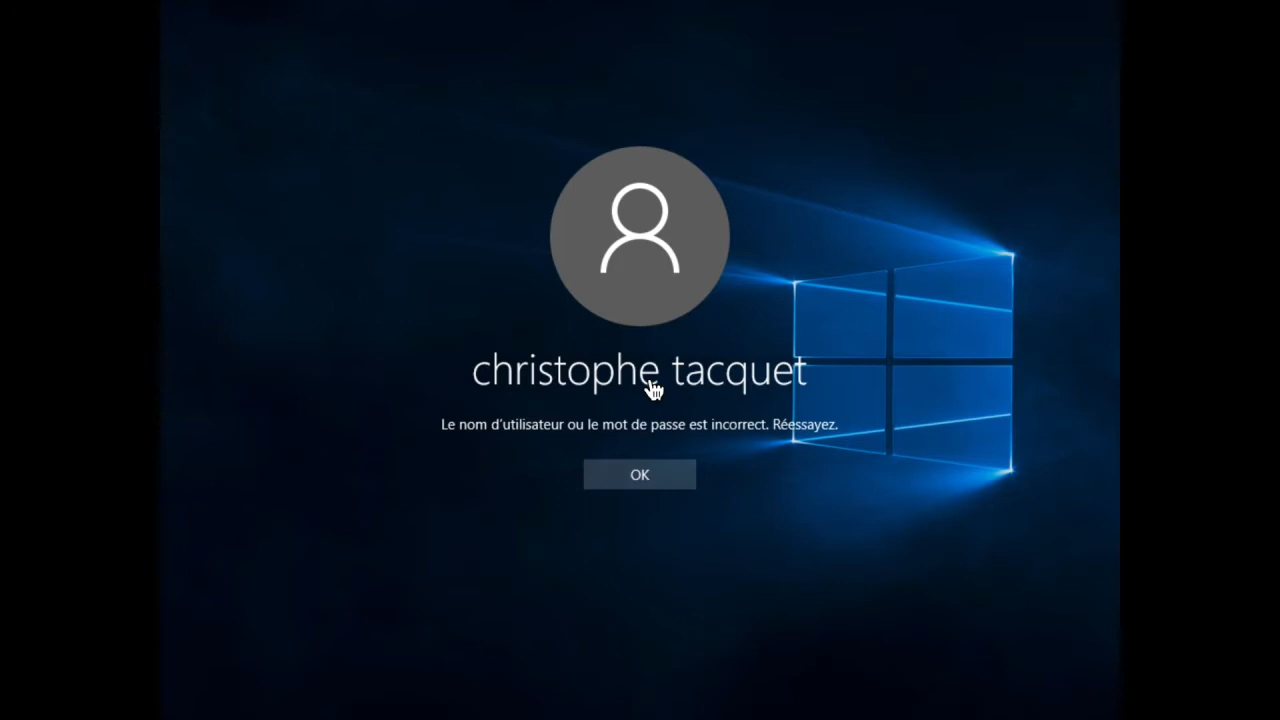 christophe tacquet
Le nom d’utilisateur ou le mot de passe est incorrect. Réessayez.
OK